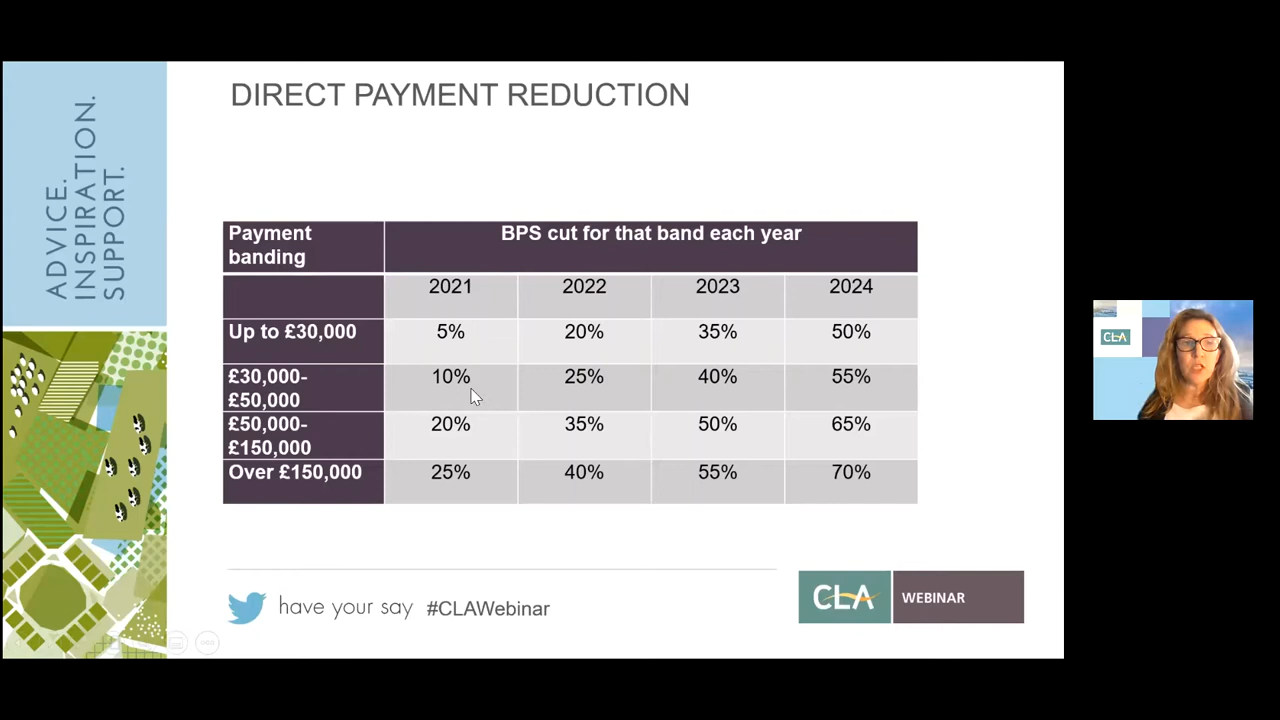 ADVICE.
INSPIRATION.
SUPPORT.
DIRECT PAYMENT REDUCTION
Payment
banding
BPS cut for that band each year
2021 2022 2023 2024
Up to £30,000 5% 20% 35% 50%
£30,000-
£50,000
10% 25% 40% 55%
£50,000-
£150,000
20% 35% 50% 65%
Over £150,000 25% 40% 55% 70%
have your say #CLAWebinar
CLA WEBINAR
CLA